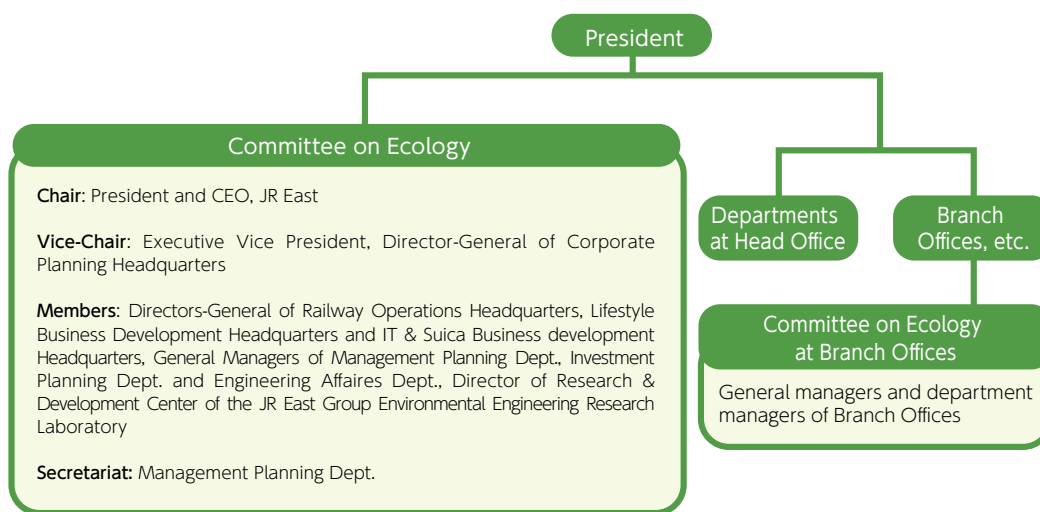 President
Committee on Ecology
Chair: President and CEO, JR East
Vice-Chair: Executive Vice President, Director-General of Corporate
Planning Headquarters
Members: Directors-General of Railway Operations Headquarters, Lifestyle
Business Development Headquarters and IT & Suica Business development
Headquarters, General Managers of Management Planning Dept., Investment
Planning Dept. and Engineering Affaires Dept., Director of Research &
Development Center of the JR East Group Environmental Engineering Research
Laboratory
Secretariat: Management Planning Dept.
Departments
at Head Office
Branch
Offices, etc.
Committee on Ecology
at Branch Offices
General managers and department
managers of Branch Offices